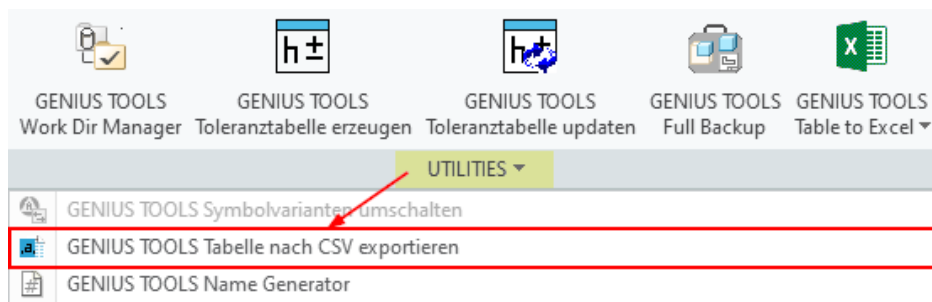 GENIUS TOOLS
Work Dir Manager
GENIUS TOOLS
Toleranztabelle erzeugen
GENIUS TOOLS
Toleranztabelle updaten
GENIUS TOOLS
Full Backup
GENIUS TOOLS
Table to Excel
UTILITIES
GENIUS TOOLS Symbolvarianten umschalten
GENIUS TOOLS Tabelle nach CSV exportieren
GENIUS TOOLS Name Generator